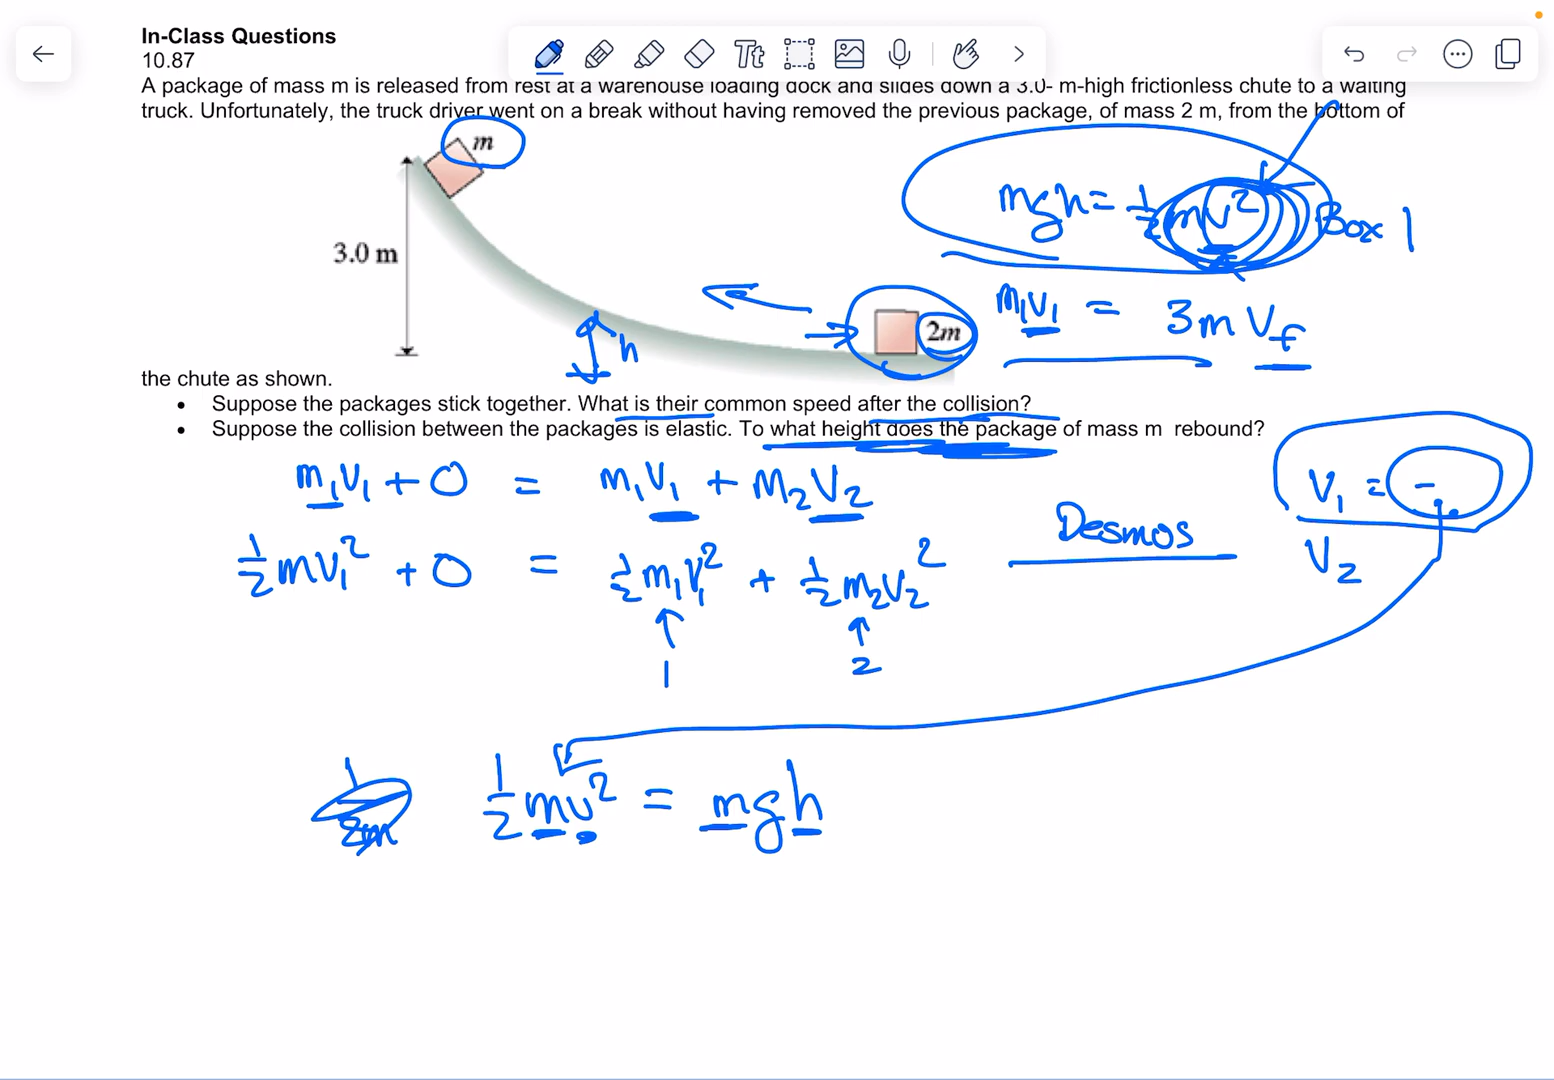 In-Class Questions
10.87
Tt
A package of mass m is released from rest at a warehouse loading dock and slides down a 3.0- m-high frictionless chute to a waiting
truck. Unfortunately, the truck driver went on a break without having removed the previous package, of mass 2 m, from the bottom of
m
mgh = ½mv² Box 1
3.0 m
m₁v₁ = 3m Vf
2m
h
the chute as shown.
• Suppose the packages stick together. What is their common speed after the collision?
• Suppose the collision between the packages is elastic. To what height does the package of mass m rebound?
m₁v₁ + 0 = m₁v₁ + m₂v₂
V₁ = -
Desmos
½mv₁² + 0 = ½m₁v₁² + ½m₂v₂²
V₂
1 2
½mv² = mgh